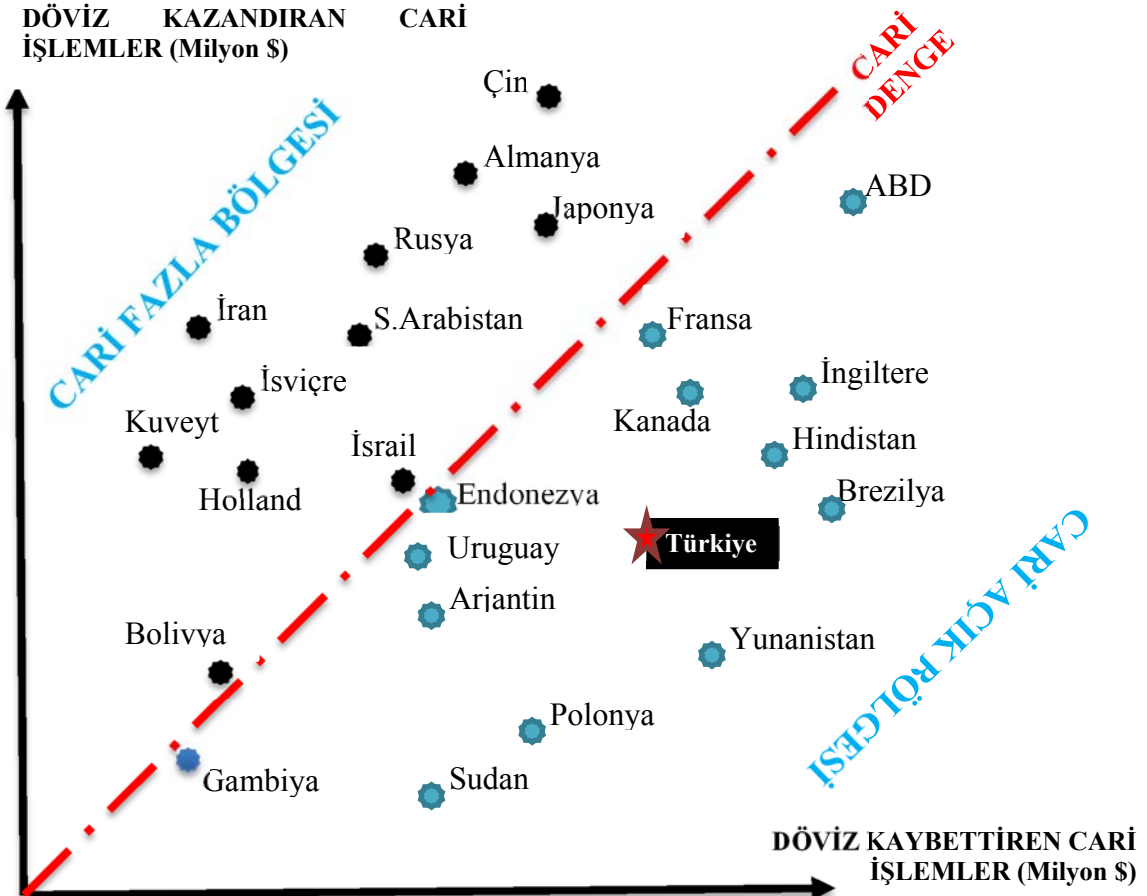 DÖVİZ KAZANDIRAN CARİ
İŞLEMLER (Milyon $)
CARİ
DENGE
CARİ FAZLA BÖLGESİ
Çin
Almanya
ABD
Japonya
Rusya
İran
S.Arabistan
Fransa
İsviçre
İngiltere
Kuveyt
Kanada
İsrail
Hindistan
Holland
Endonezya
Brezilya
Türkiye
Uruguay
Arjantin
Bolivya
Yunanistan
CARİ AÇIK BÖLGESİ
Polonya
Gambiya
Sudan
DÖVİZ KAYBETTİREN CARİ
İŞLEMLER (Milyon $)